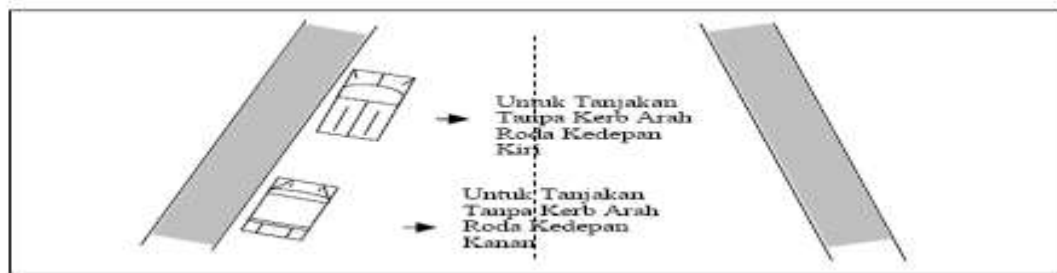 Untuk Tanjakan
Tanpa Kerb Arah
Roda Kedepan
Kiri
Untuk Tanjakan
Tanpa Kerb Arah
Roda Kedepan
Kanan